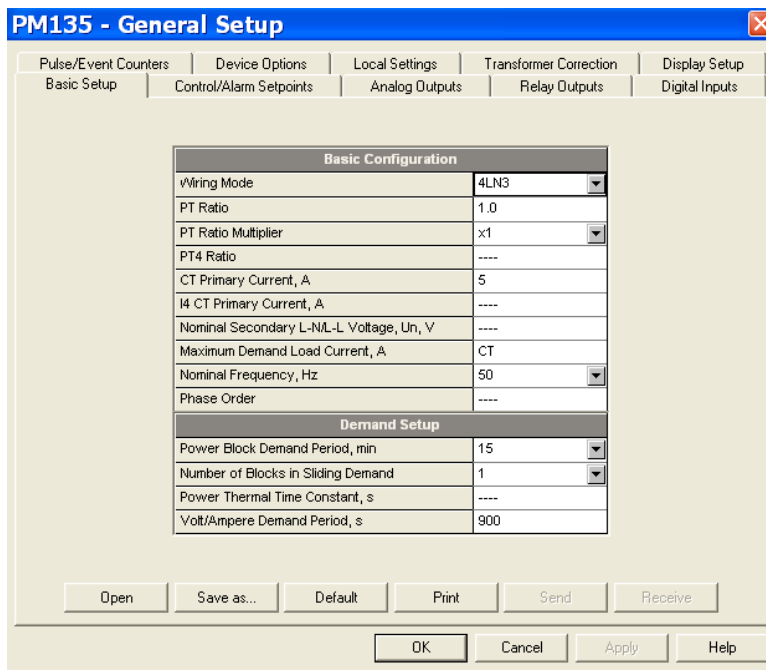 PM135 - General Setup
Pulse/Event Counters Device Options Local Settings Transformer Correction Display Setup
Basic Setup Control/Alarm Setpoints Analog Outputs Relay Outputs Digital Inputs
Basic Configuration
Wiring Mode 4LN3
PT Ratio 1.0
PT Ratio Multiplier x1
PT4 Ratio ----
CT Primary Current, A 5
I4 CT Primary Current, A ----
Nominal Secondary L-N/L-L Voltage, Un, V ----
Maximum Demand Load Current, A CT
Nominal Frequency, Hz 50
Phase Order ----
Demand Setup
Power Block Demand Period, min 15
Number of Blocks in Sliding Demand 1
Power Thermal Time Constant, s ----
Volt/Ampere Demand Period, s 900
Open Save as... Default Print Send Receive
OK Cancel Apply Help